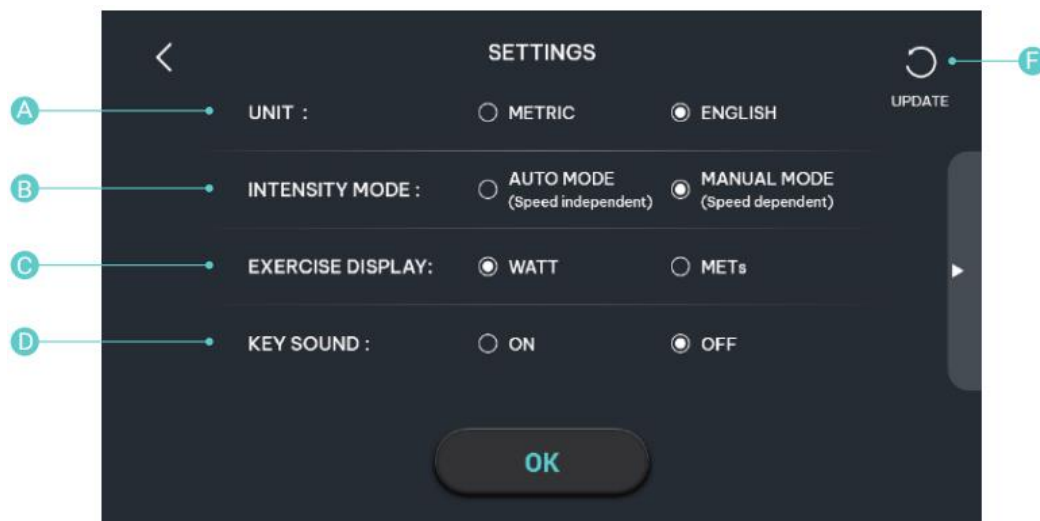 SETTINGS
F
UPDATE
A UNIT : METRIC ENGLISH
B INTENSITY MODE : AUTO MODE (Speed independent) MANUAL MODE (Speed dependent)
C EXERCISE DISPLAY: WATT METs
D KEY SOUND : ON OFF
OK